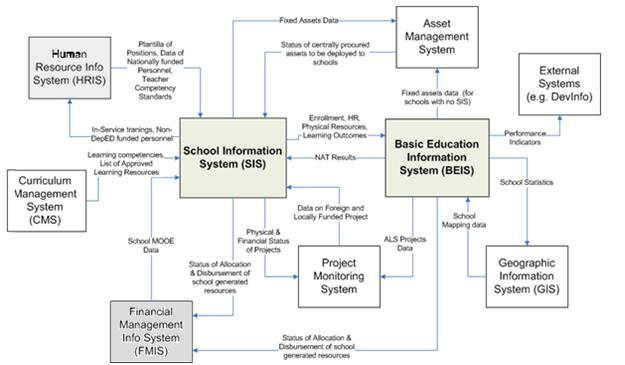 Fixed Assets Data
Asset
Management
System
Human
Resource Info
System (HRIS)
Plantilla of
Positions, Data of
Nationally funded
Personnel,
Teacher
Competency
Standards
Status of centrally procured
assets to be deployed to
schools
External
Systems
(e.g. DevInfo)
Fixed assets data (for
schools with no SIS)
In-Service tranings, Non-
DepED funded personnel
School Information
System (SIS)
Enrollment, HR,
Physical Resources,
Learning Outcomes
Basic Education
Information
System (BEIS)
Performance
Indicators
NAT Results
Learning competencies,
List of Approved
Learning Resources
Curriculum
Management
System
(CMS)
School Statistics
Data on Foreign and
Locally Funded Project
School
Mapping data
School MOOE
Data
Physical &
Financial Status
of Projects
ALS Projects
Data
Status of Allocation
& Disbursement of
school generated
resources
Project
Monitoring
System
Geographic
Information
System (GIS)
Financial
Management
Info System
(FMIS)
Status of Allocation &
Disbursement of school
generated resources